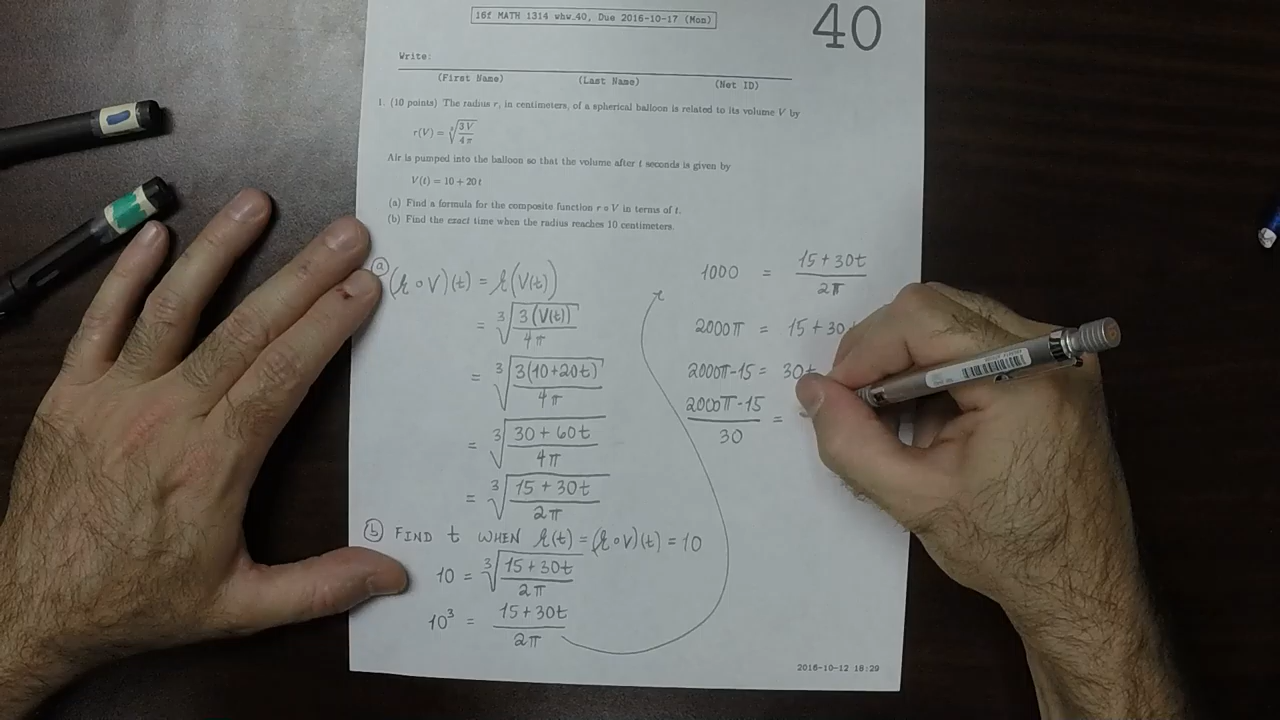 16f MATH 1314 whw_40, Due 2016-10-17 (Mon)
40
Write:
(First Name) (Last Name) (Net ID)
1. (10 points) The radius r, in centimeters, of a spherical balloon is related to its volume V by
r(V) = ∛(3V / 4π)
Air is pumped into the balloon so that the volume after t seconds is given by
V(t) = 10 + 20t
(a) Find a formula for the composite function r ∘ V in terms of t.
(b) Find the exact time when the radius reaches 10 centimeters.
ⓐ (r ∘ V)(t) = r(V(t))
= ∛(3(V(t)) / 4π)
= ∛(3(10+20t) / 4π)
= ∛(30 + 60t / 4π)
= ∛(15 + 30t / 2π)
ⓑ FIND t WHEN r(t) = (r ∘ V)(t) = 10
10 = ∛(15 + 30t / 2π)
10³ = 15 + 30t / 2π
1000 = 15 + 30t / 2π
2000π = 15 + 30
2000π - 15 = 30t
2000π - 15 / 30 =
2016-10-12 18:29